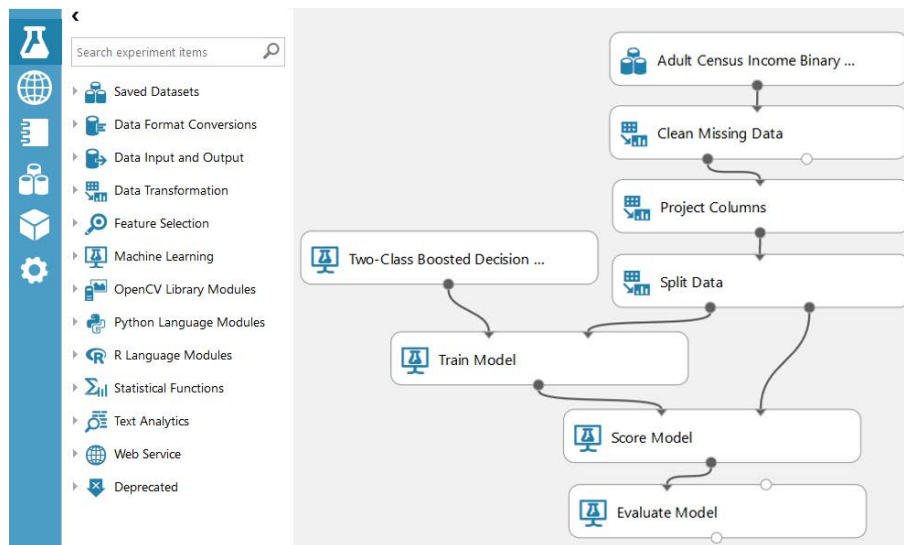 Search experiment items
Saved Datasets
Data Format Conversions
Data Input and Output
Data Transformation
Feature Selection
Machine Learning
OpenCV Library Modules
Python Language Modules
R Language Modules
Statistical Functions
Text Analytics
Web Service
Deprecated
Adult Census Income Binary ...
Clean Missing Data
Project Columns
Two-Class Boosted Decision ...
Split Data
Train Model
Score Model
Evaluate Model